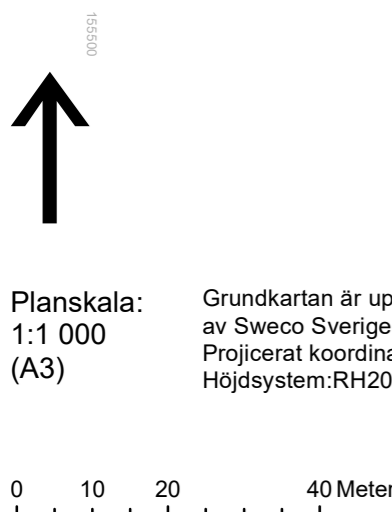 155500
Planskala:
1:1 000
(A3)
Grundkartan är up
av Sweco Sverige
Projicerat koordina
Höjdsystem:RH20
0 10 20 40 Meter